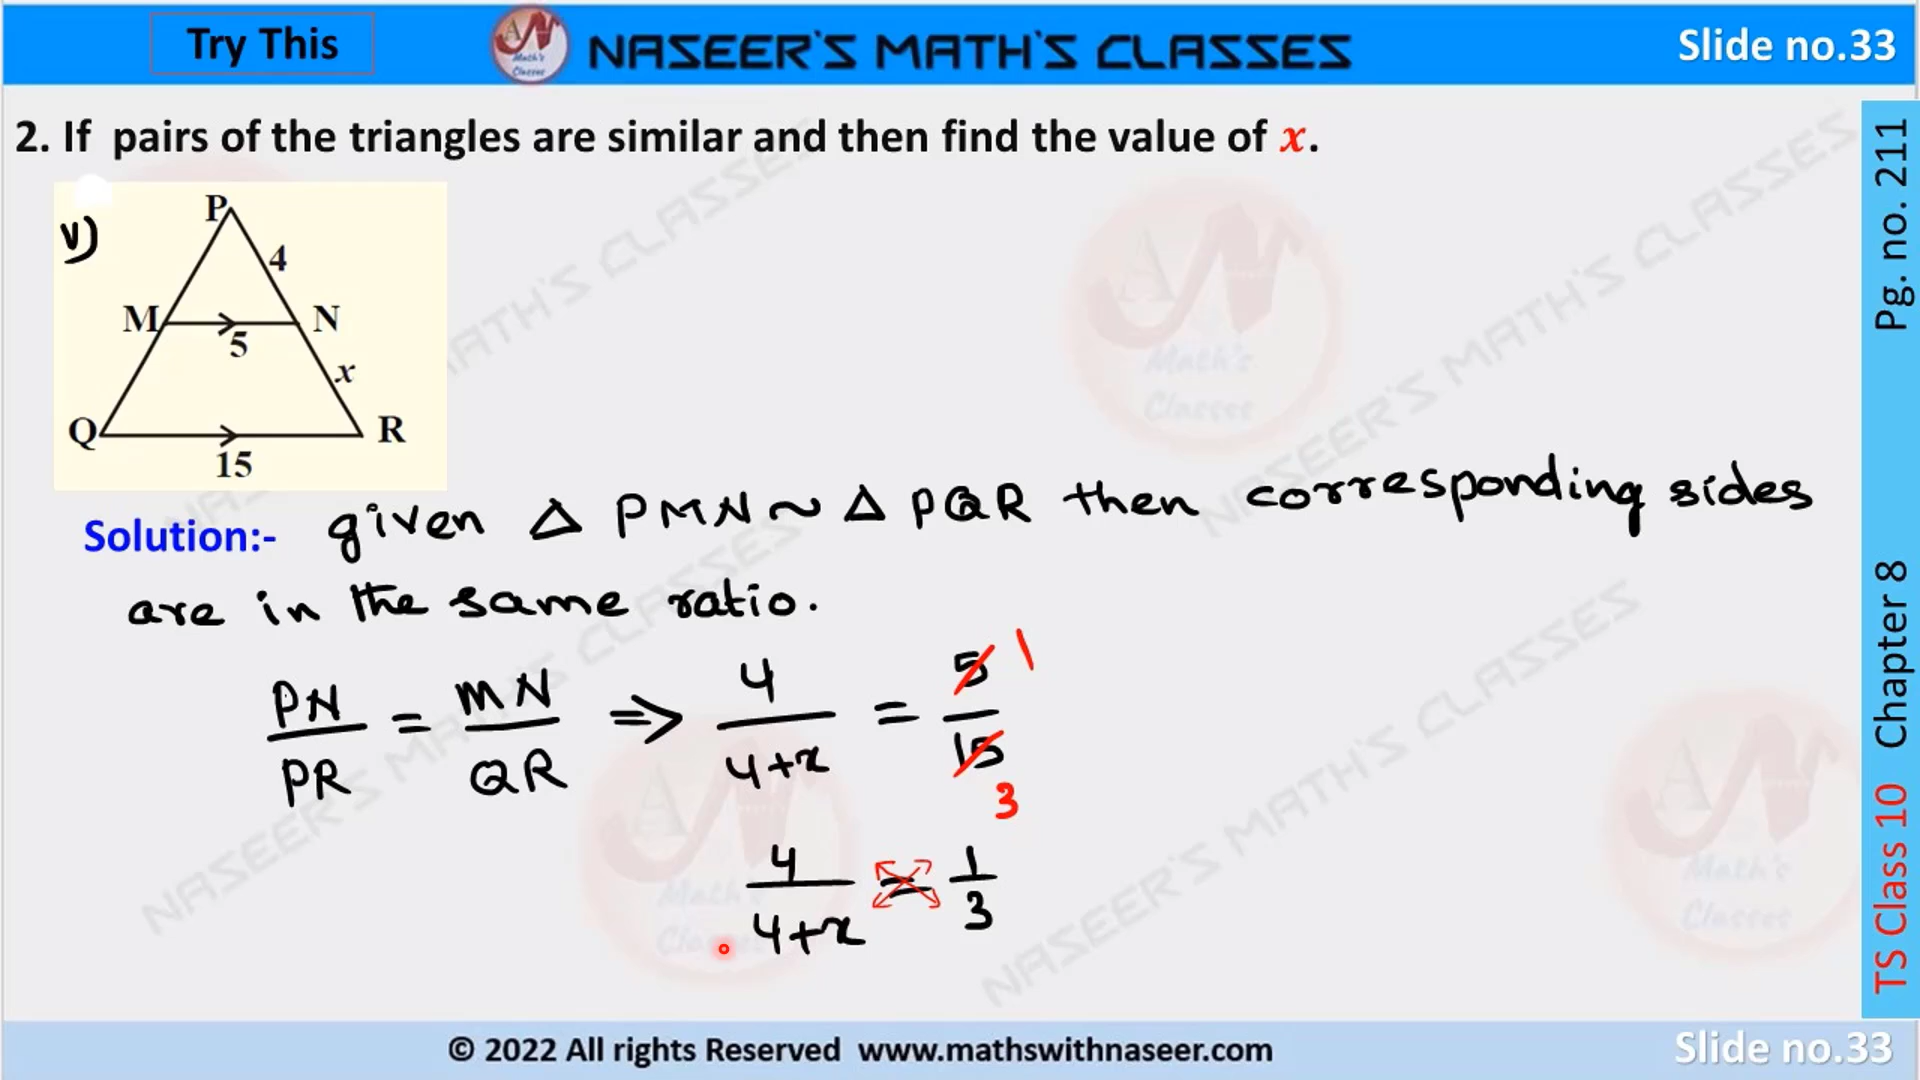 Try This
NASEER'S MATH'S CLASSES
Slide no.33
2. If pairs of the triangles are similar and then find the value of x.
v)
P
4
M
N
5
x
Q
R
15
Solution:- given Δ PMN ~ Δ PQR then corresponding sides
are in the same ratio.
PN/PR = MN/QR ⇒ 4/(4+x) = 5/15 1 3
4/(4+x) = 1/3
Pg. no. 211
TS Class 10 Chapter 8
© 2022 All rights Reserved www.mathswithnaseer.com
Slide no.33